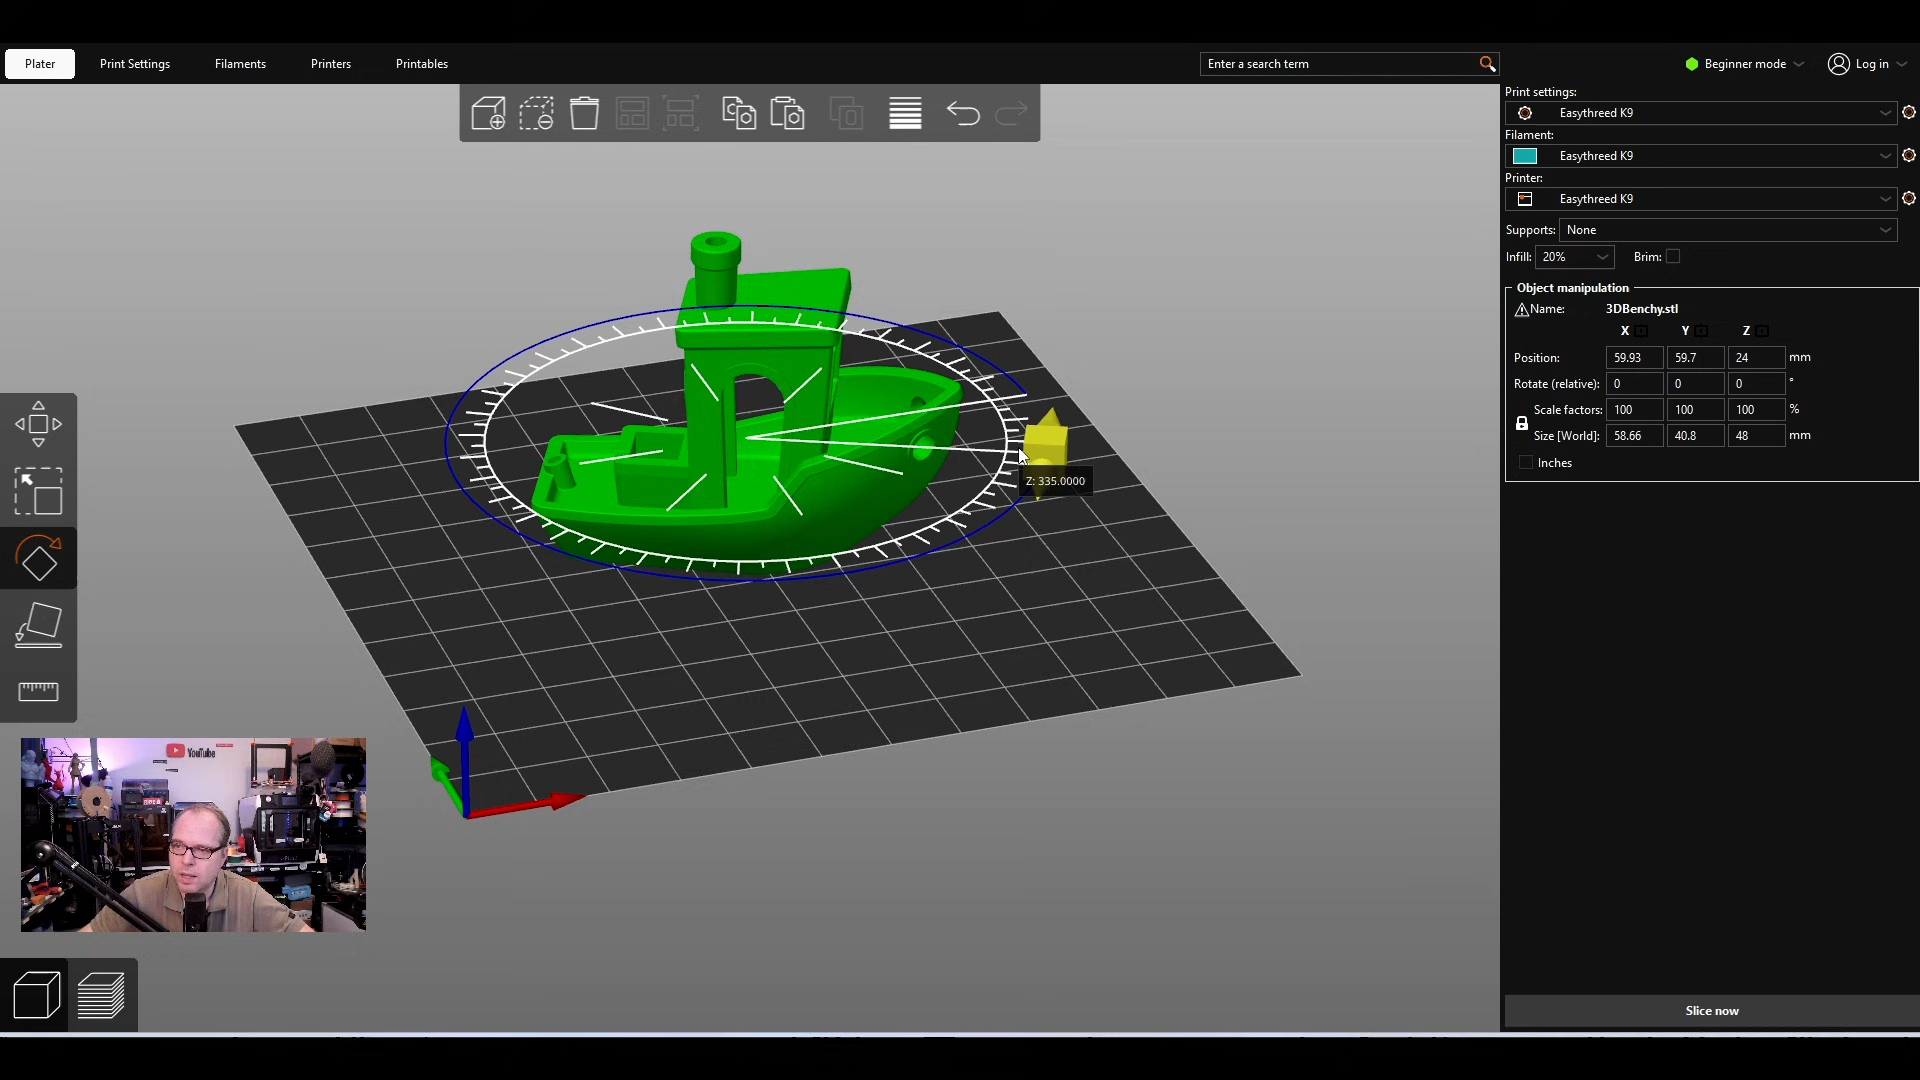 Plater Print Settings Filaments Printers Printables Enter a search term Beginner mode Log in
Print settings:
Easythreed K9
Filament:
Easythreed K9
Printer:
Easythreed K9
Supports: None
Infill: 20% Brim:
Object manipulation
Name: 3DBenchy.stl
X Y Z
Position: 59.93 59.7 24 mm
Rotate (relative): 0 0 0 °
Scale factors: 100 100 100 %
Size [World]: 58.66 40.8 48 mm
Inches
Z: 335.0000
YouTube
Slice now